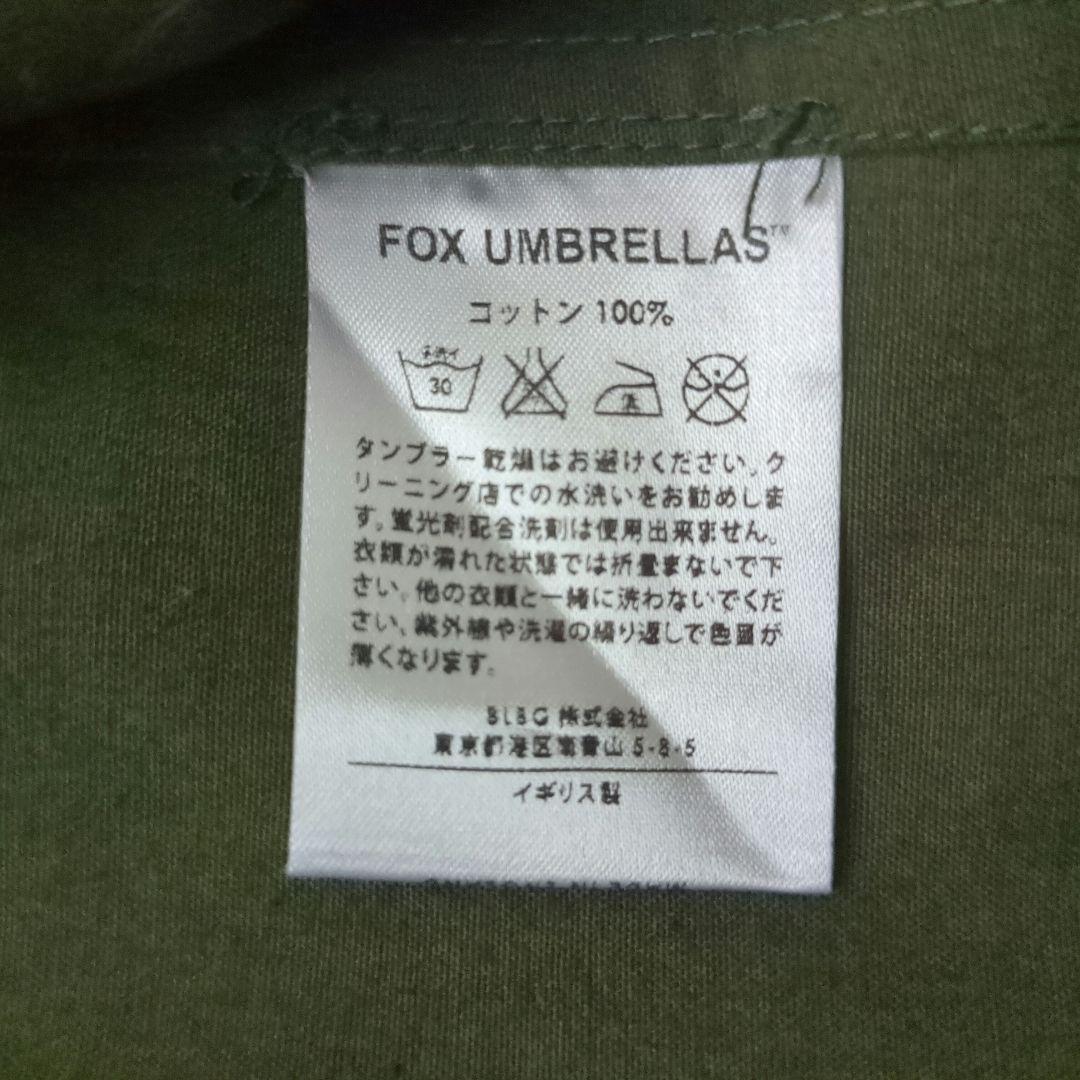 FOX UMBRELLAS™
コットン 100%
手洗イ
30
タンブラー乾燥はお避けください。ク
リーニング店での水洗いをお勧めしま
す。蛍光剤配合洗剤は使用出来ません。
衣類が濡れた状態では折畳まないで下
さい。他の衣類と一緒に洗わないでくだ
さい、紫外線や洗濯の繰り返しで色目が
薄くなります。
BLBG 株式会社
東京都港区南青山 5-8-5
イギリス製